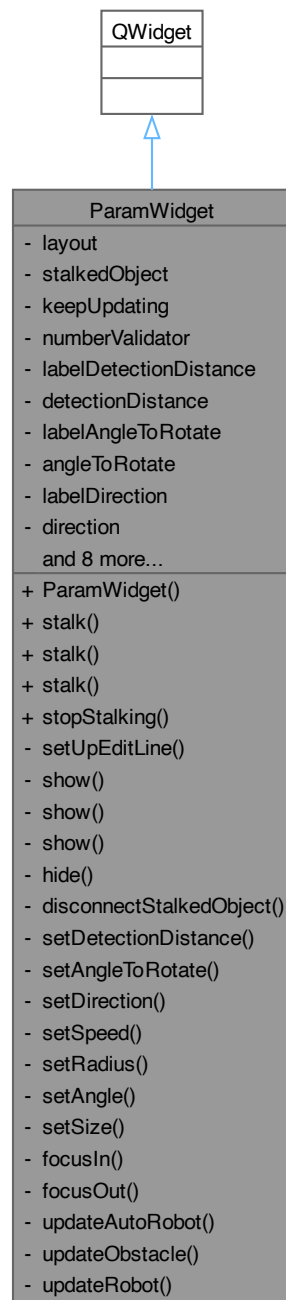 QWidget
ParamWidget
- layout
- stalkedObject
- keepUpdating
- numberValidator
- labelDetectionDistance
- detectionDistance
- labelAngleToRotate
- angleToRotate
- labelDirection
- direction
and 8 more...
+ ParamWidget()
+ stalk()
+ stalk()
+ stalk()
+ stopStalking()
- setUpEditLine()
- show()
- show()
- show()
- hide()
- disconnectStalkedObject()
- setDetectionDistance()
- setAngleToRotate()
- setDirection()
- setSpeed()
- setRadius()
- setAngle()
- setSize()
- focusIn()
- focusOut()
- updateAutoRobot()
- updateObstacle()
- updateRobot()